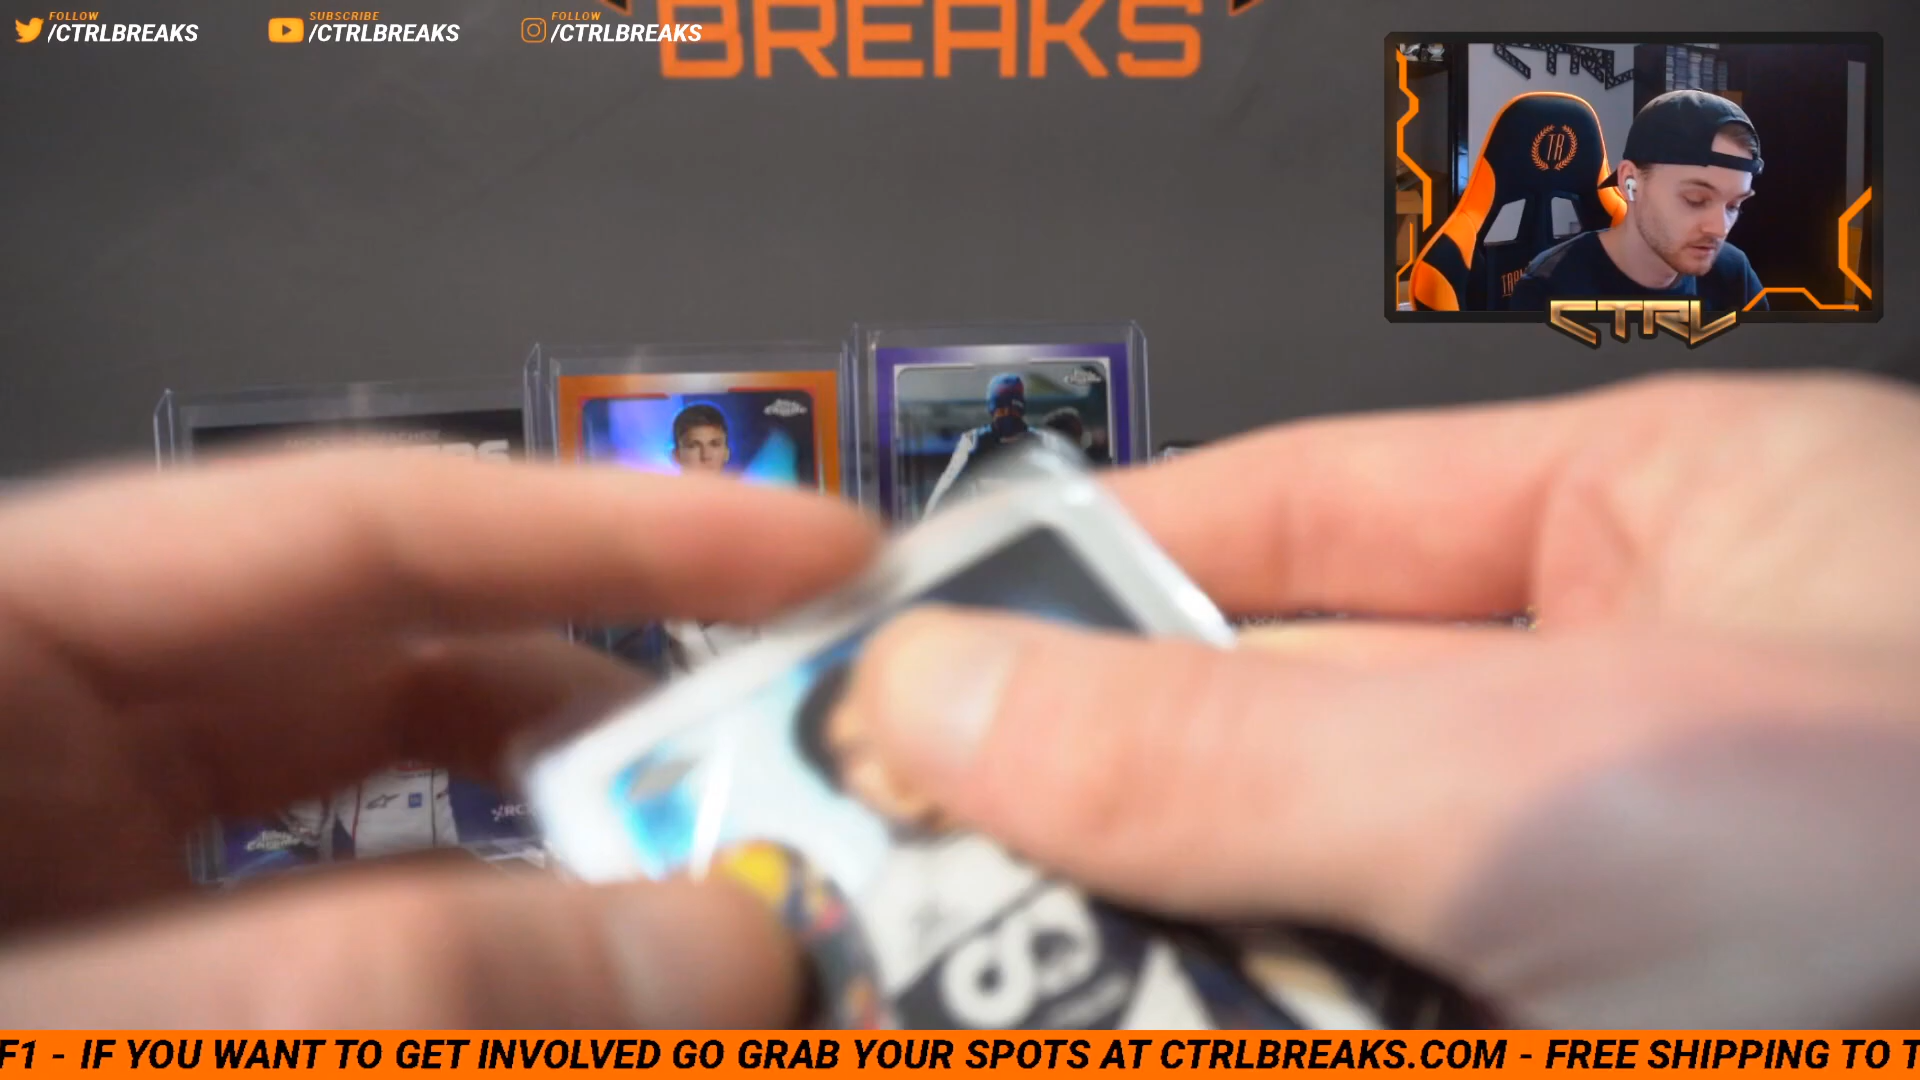 FOLLOW
/CTRLBREAKS
SUBSCRIBE
/CTRLBREAKS
FOLLOW
/CTRLBREAKS
BREAKS
TR
CTRL
F1 - IF YOU WANT TO GET INVOLVED GO GRAB YOUR SPOTS AT CTRLBREAKS.COM - FREE SHIPPING TO T